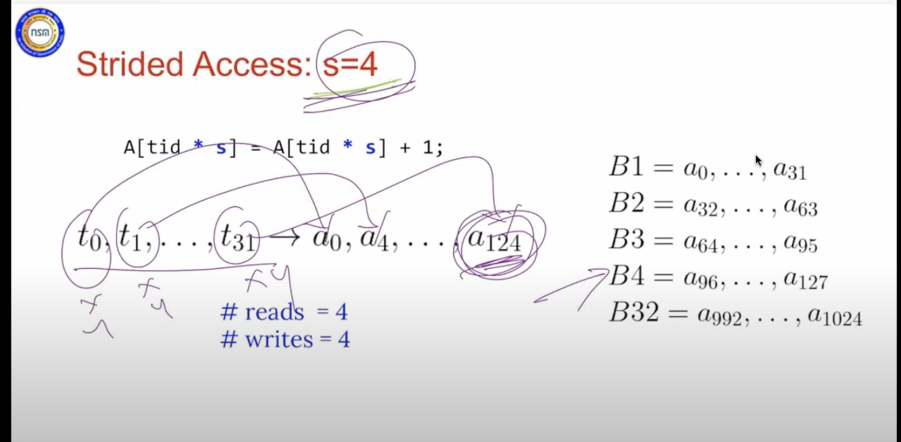 nsm
Strided Access: s=4
A[tid * s] = A[tid * s] + 1;
t0, t1, . . . , t31 → a0, a4, . . . , a124
x x x y
y y
# reads = 4
# writes = 4
B1 = a0, . . . , a31
B2 = a32, . . . , a63
B3 = a64, . . . , a95
B4 = a96, . . . , a127
B32 = a992, . . . , a1024